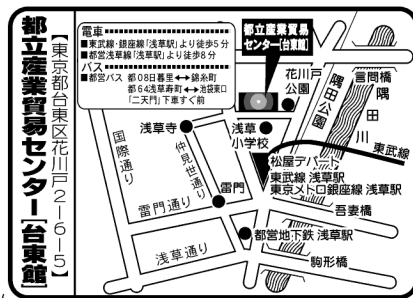 都立産業貿易センター[台東館]
【東京都台東区花川戸2-6-5】
電車
■東武線・銀座線「浅草駅」より徒歩5分
■都営浅草線「浅草駅」より徒歩8分
バス
■都営バス 都08日暮里⟷錦糸町
都64浅草寿町⟷池袋東口
「二天門」下車すぐ前
都立産業貿易
センター[台東館]
花川戸
公園
隅田公園
言問橋
隅田川
東武線
国際通り
浅草寺
仲見世通り
浅草
小学校
松屋デパート
東武線 浅草駅
東京メトロ銀座線 浅草駅
雷門
雷門通り
吾妻橋
浅草通り
都営地下鉄 浅草駅
駒形橋